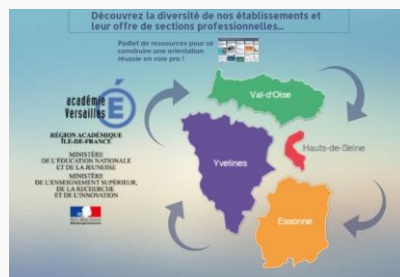 Découvrez la diversité de nos établissements et
leur offre de sections professionnelles...
Padlet de ressources pour se
construire une orientation
réussie en voie pro !
académie
Versailles
RÉGION ACADÉMIQUE
ÎLE-DE-FRANCE
MINISTÈRE
DE L'ÉDUCATION NATIONALE
ET DE LA JEUNESSE
MINISTÈRE
DE L'ENSEIGNEMENT SUPÉRIEUR,
DE LA RECHERCHE
ET DE L'INNOVATION
Val-d'Oise
Hauts-de-Seine
Yvelines
Essonne